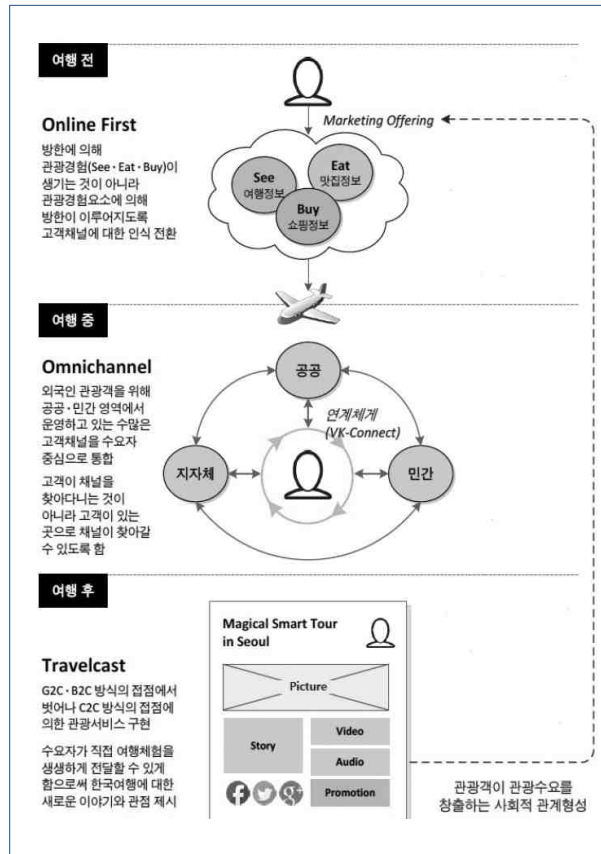 여행 전
Marketing Offering
Online First
방한에 의해
관광경험(See · Eat · Buy)이
생기는 것이 아니라
관광경험요소에 의해
방한이 이루어지도록
고객채널에 대한 인식 전환
See
여행정보
Eat
맛집정보
Buy
쇼핑정보
여행 중
Omnichannel
외국인 관광객을 위해
공공 · 민간 영역에서
운영하고 있는 수많은
고객채널을 수요자
중심으로 통합
고객이 채널을
찾아다니는 것이
아니라 고객이 있는
곳으로 채널이 찾아갈
수 있도록 함
공공
연계체계
(VK-Connect)
지자체
민간
여행 후
Travelcast
G2C · B2C 방식의 접점에서
벗어나 C2C 방식의 접점에
의한 관광서비스 구현
수요자가 직접 여행체험을
생생하게 전달할 수 있게
함으로써 한국여행에 대한
새로운 이야기와 관점 제시
Magical Smart Tour
in Seoul
Picture
Story
Video
Audio
Promotion
관광객이 관광수요를
창출하는 사회적 관계형성